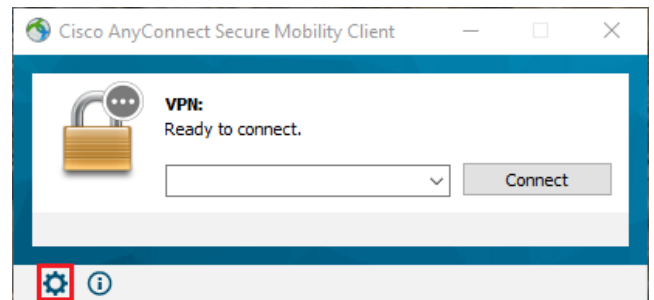 Cisco AnyConnect Secure Mobility Client
VPN:
Ready to connect.
Connect